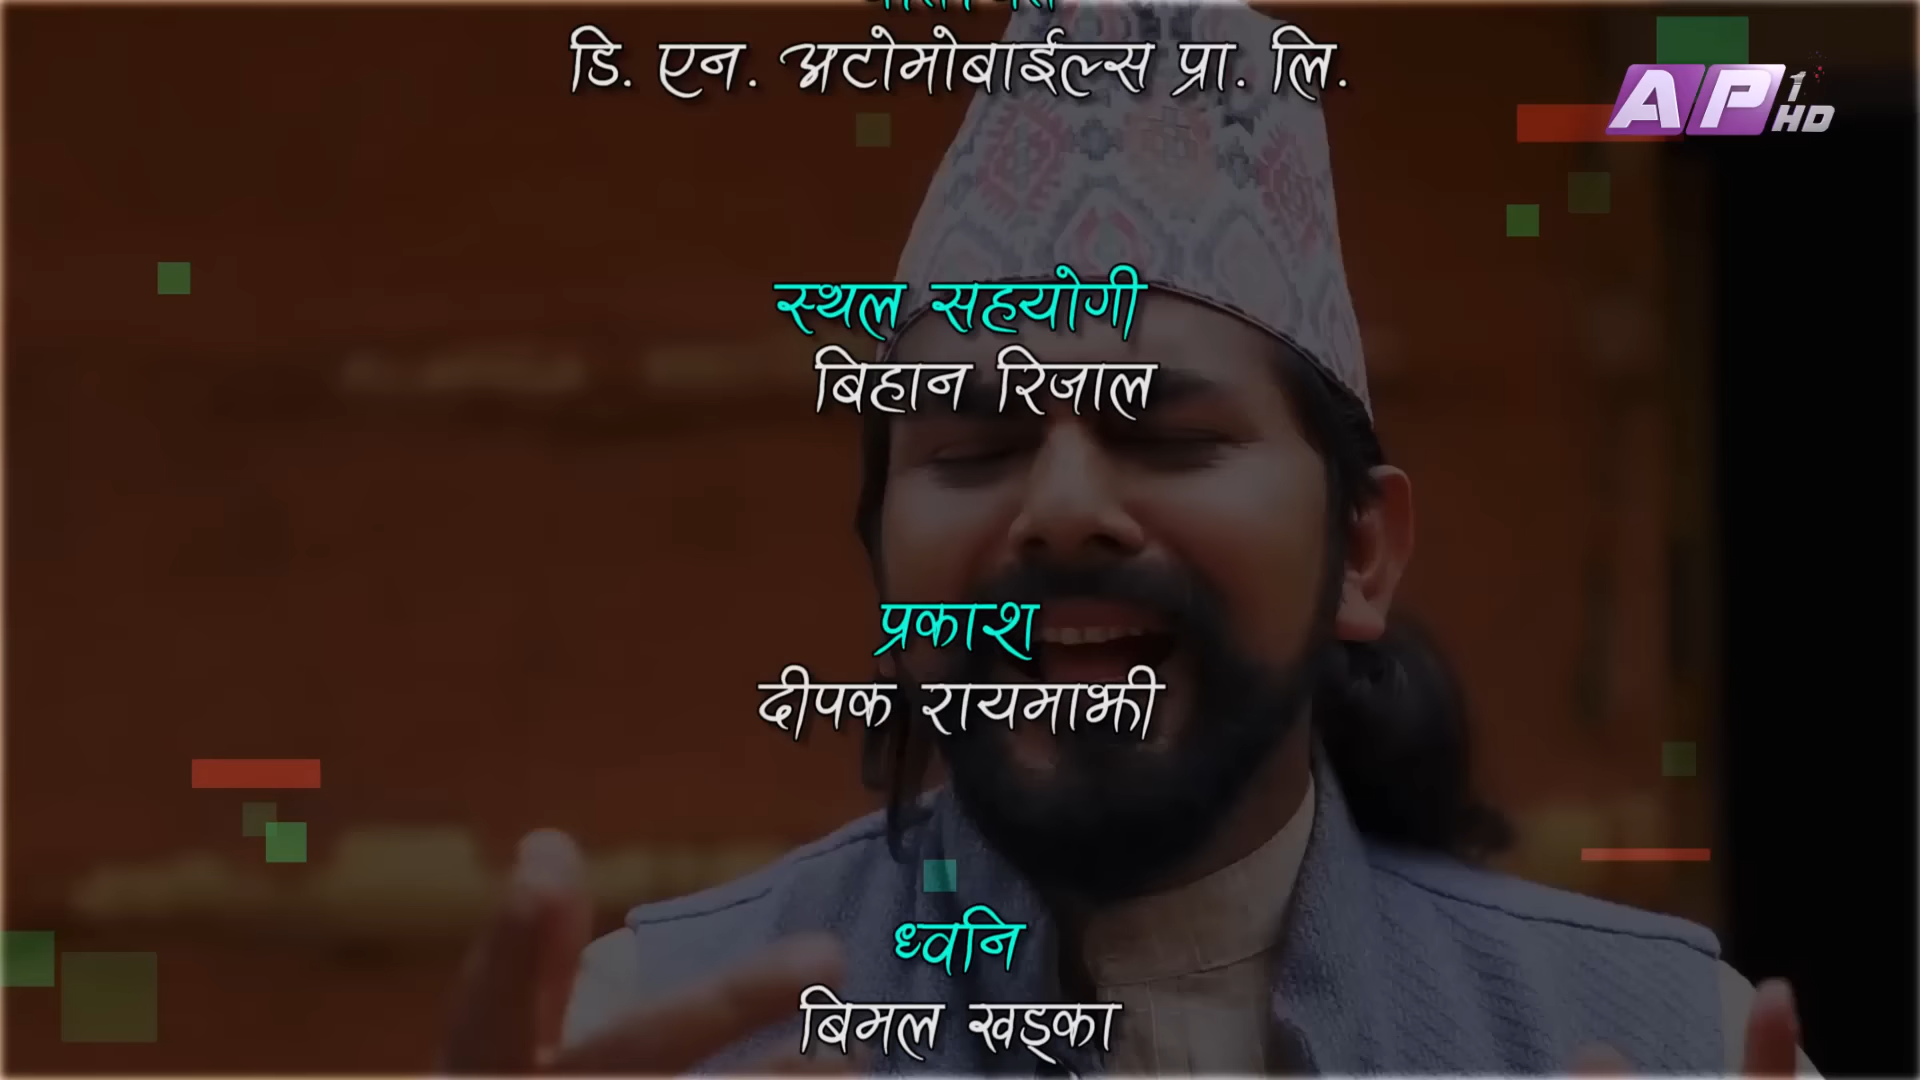 डि. एन. अटोमोबाईल्स प्रा. लि.
AP1 HD
स्थल सहयोगी
बिहान रिजाल
प्रकाश
दीपक रायमाझी
ध्वनि
बिमल खड्का